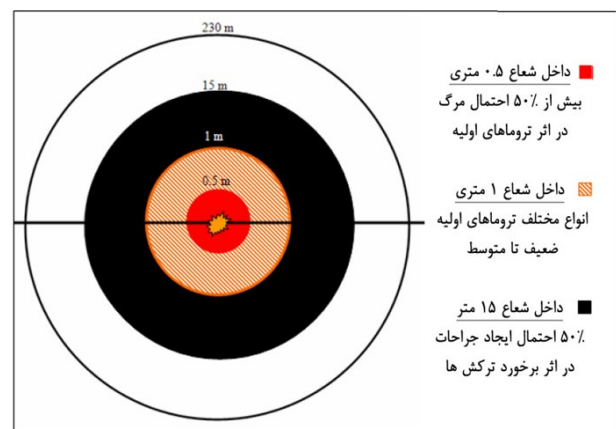 230 m
15 m
1 m
0.5 m
داخل شعاع ۰.۵ متری
بیش از ۵۰٪ احتمال مرگ
در اثر تروماهای اولیه
داخل شعاع ۱ متری
انواع مختلف تروماهای اولیه
ضعیف تا متوسط
داخل شعاع ۱۵ متر
۵۰٪ احتمال ایجاد جراحات
در اثر برخورد ترکش ها